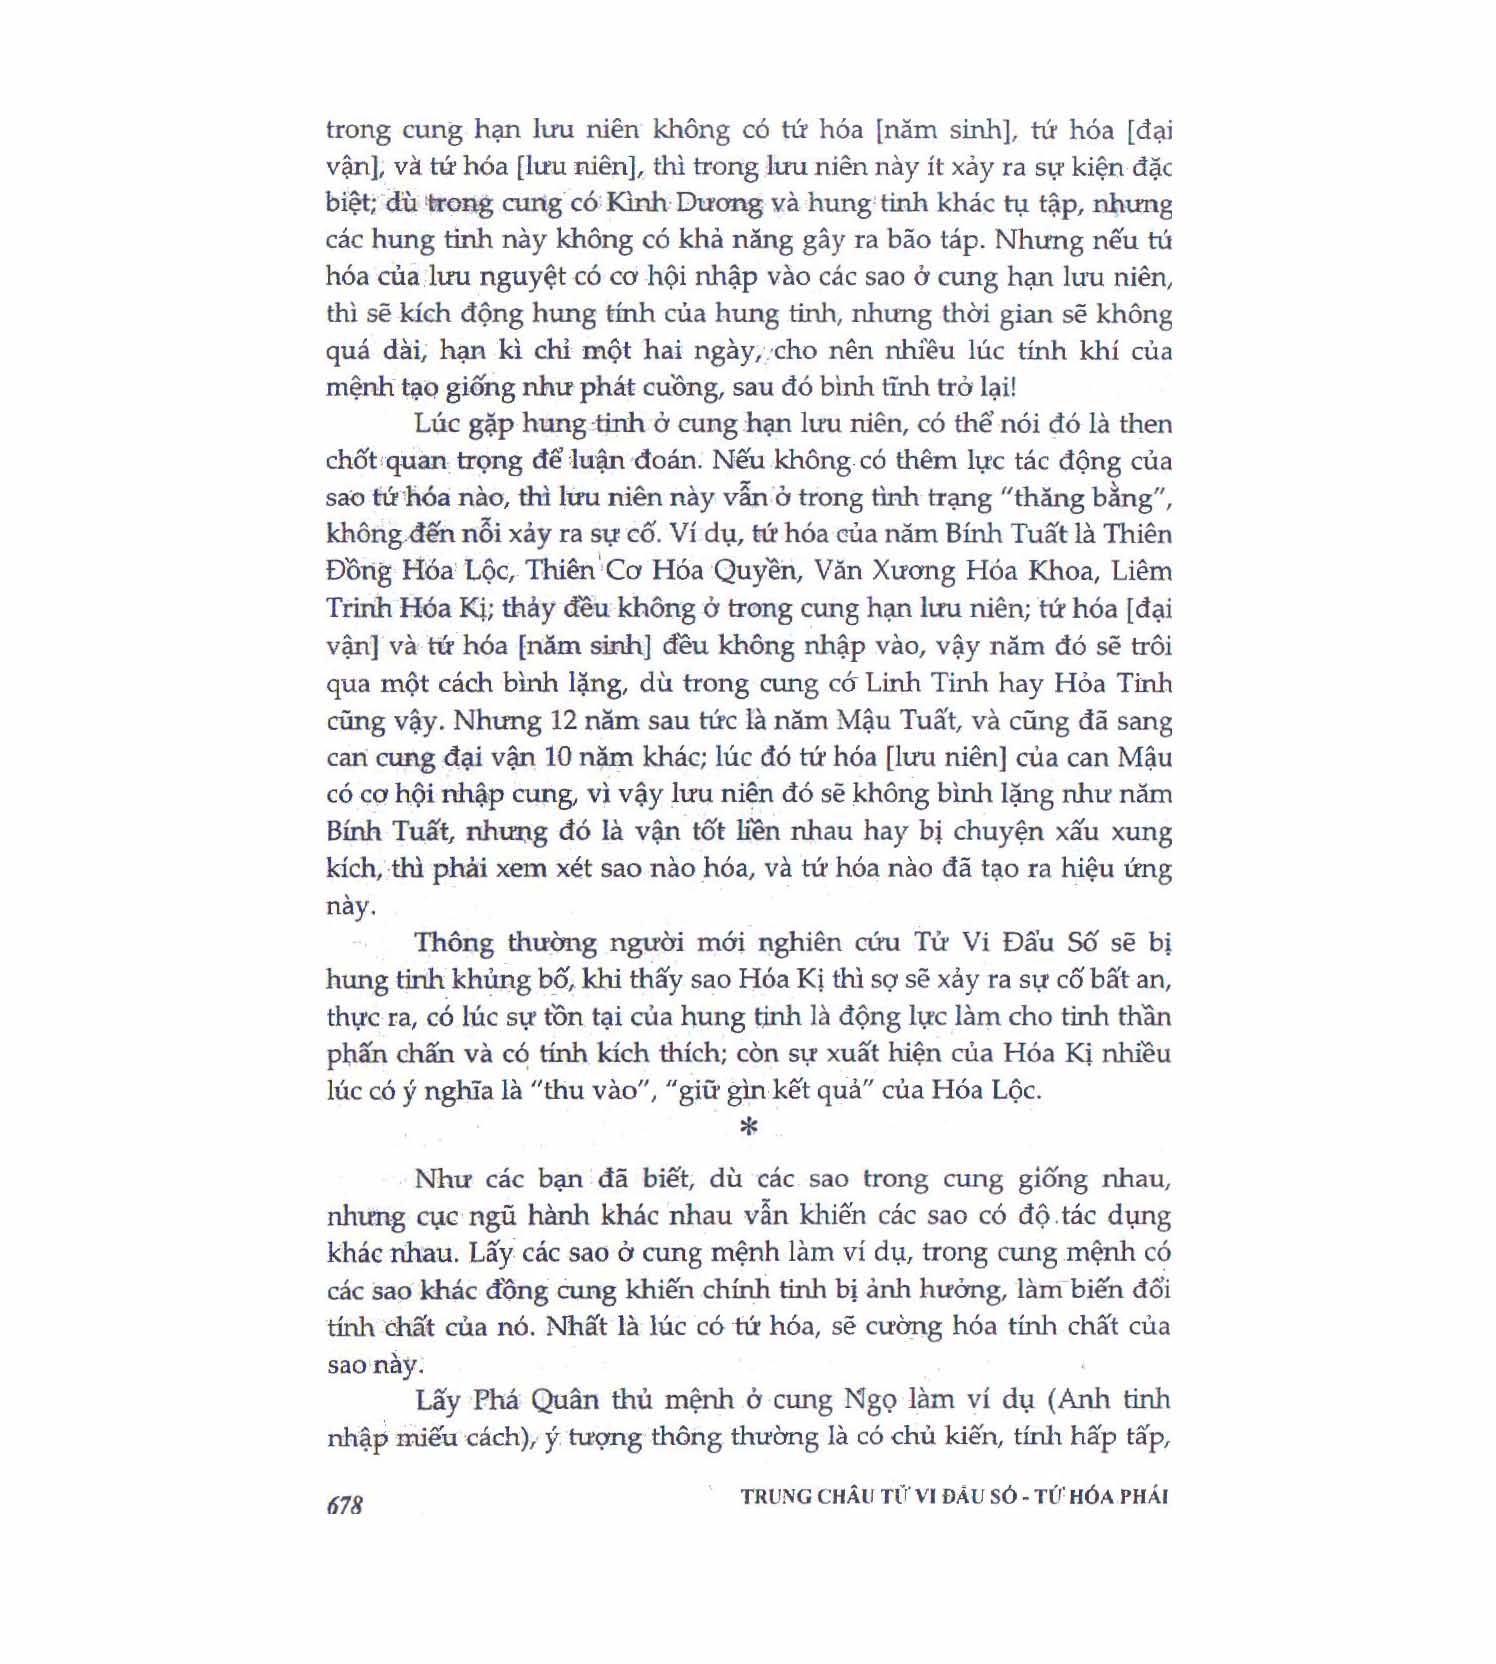 trong cung hạn lưu niên không có tứ hóa [năm sinh], tứ hóa [đại
vận], và tứ hóa [lưu niên], thì trong lưu niên này ít xảy ra sự kiện đặc
biệt; dù trong cung có Kình Dương và hung tinh khác tụ tập, nhưng
các hung tinh này không có khả năng gây ra bão táp. Nhưng nếu tứ
hóa của lưu nguyệt có cơ hội nhập vào các sao ở cung hạn lưu niên,
thì sẽ kích động hung tính của hung tinh, nhưng thời gian sẽ không
quá dài, hạn kì chỉ một hai ngày, cho nên nhiều lúc tính khí của
mệnh tạo giống như phát cuồng, sau đó bình tĩnh trở lại!
Lúc gặp hung tinh ở cung hạn lưu niên, có thể nói đó là then
chốt quan trọng để luận đoán. Nếu không có thêm lực tác động của
sao tứ hóa nào, thì lưu niên này vẫn ở trong tình trạng "thăng bằng",
không đến nỗi xảy ra sự cố. Ví dụ, tứ hóa của năm Bính Tuất là Thiên
Đồng Hóa Lộc, Thiên Cơ Hóa Quyền, Văn Xương Hóa Khoa, Liêm
Trinh Hóa Kị; thảy đều không ở trong cung hạn lưu niên; tứ hóa [đại
vận] và tứ hóa [năm sinh] đều không nhập vào, vậy năm đó sẽ trôi
qua một cách bình lặng, dù trong cung có Linh Tinh hay Hỏa Tinh
cũng vậy. Nhưng 12 năm sau tức là năm Mậu Tuất, và cũng đã sang
can cung đại vận 10 năm khác; lúc đó tứ hóa [lưu niên] của can Mậu
có cơ hội nhập cung, vì vậy lưu niên đó sẽ không bình lặng như năm
Bính Tuất, nhưng đó là vận tốt liền nhau hay bị chuyện xấu xung
kích, thì phải xem xét sao nào hóa, và tứ hóa nào đã tạo ra hiệu ứng
này.
Thông thường người mới nghiên cứu Tử Vi Đẩu Số sẽ bị
hung tinh khủng bố, khi thấy sao Hóa Kị thì sợ sẽ xảy ra sự cố bất an,
thực ra, có lúc sự tồn tại của hung tinh là động lực làm cho tinh thần
phấn chấn và có tính kích thích; còn sự xuất hiện của Hóa Kị nhiều
lúc có ý nghĩa là "thu vào", "giữ gìn kết quả" của Hóa Lộc.
*
Như các bạn đã biết, dù các sao trong cung giống nhau,
nhưng cục ngũ hành khác nhau vẫn khiến các sao có độ tác dụng
khác nhau. Lấy các sao ở cung mệnh làm ví dụ, trong cung mệnh có
các sao khác đồng cung khiến chính tinh bị ảnh hưởng, làm biến đổi
tính chất của nó. Nhất là lúc có tứ hóa, sẽ cường hóa tính chất của
sao này.
Lấy Phá Quân thủ mệnh ở cung Ngọ làm ví dụ (Anh tinh
nhập miếu cách), ý tượng thông thường là có chủ kiến, tính hấp tấp,
678
TRUNG CHÂU TỬ VI ĐẨU SỐ - TỨ HÓA PHÁI